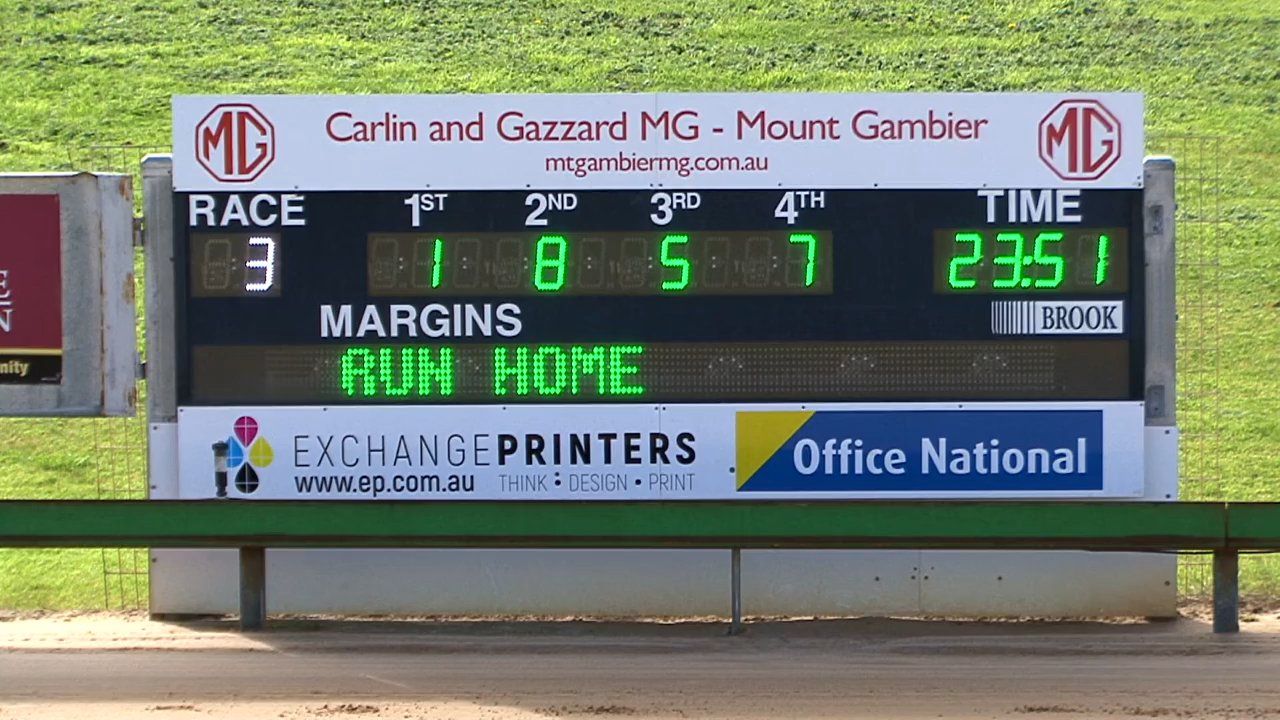 MG Carlin and Gazzard MG - Mount Gambier MG
mtgambiermg.com.au
RACE 1ST 2ND 3RD 4TH TIME
3 1 8 5 7 23:51
MARGINS
BROOK
RUN HOME
EXCHANGEPRINTERS
www.ep.com.au THINK : DESIGN • PRINT
Office National